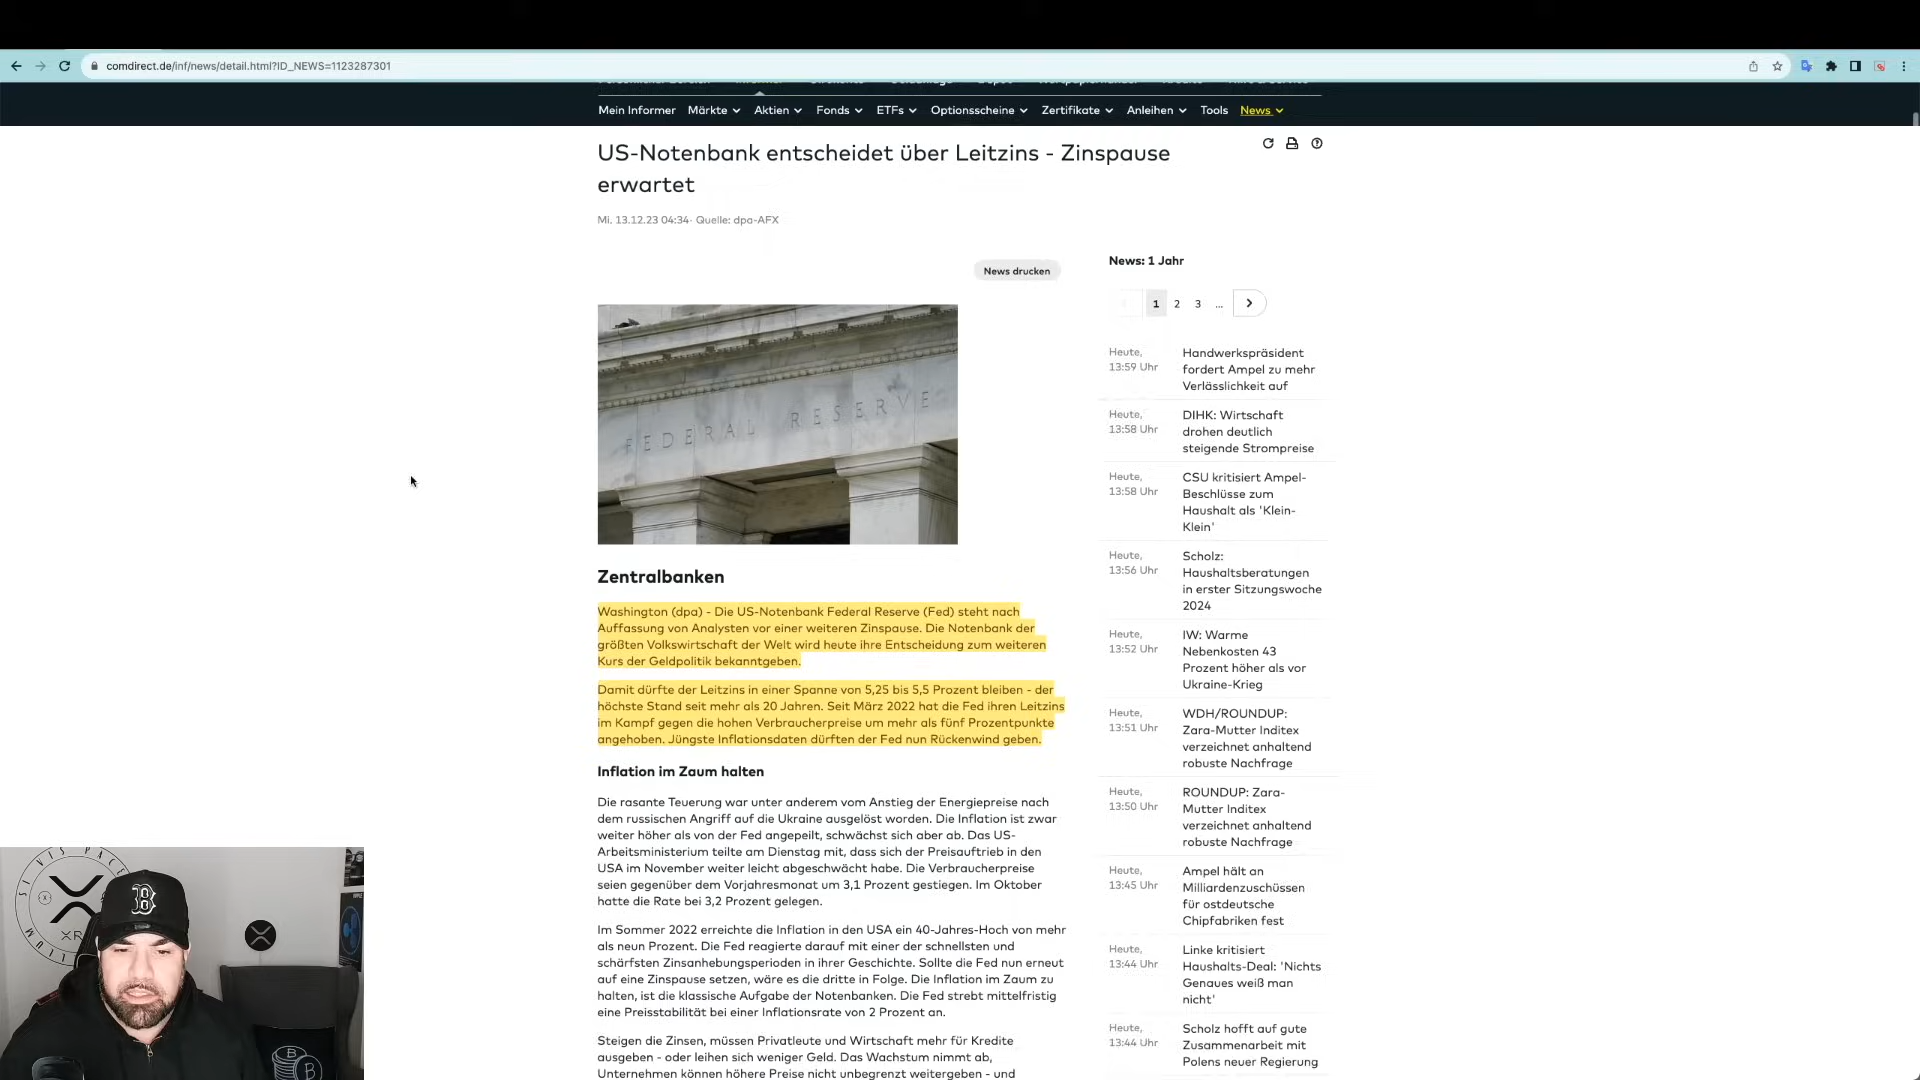 comdirect.de/inf/news/detail.html?ID_NEWS=1123287301
Mein Informer Märkte Aktien Fonds ETFs Optionsscheine Zertifikate Anleihen Tools News
US-Notenbank entscheidet über Leitzins - Zinspause
erwartet
Mi. 13.12.23 04:34· Quelle: dpa-AFX
News drucken
FEDERAL RESERVE
Zentralbanken
Washington (dpa) - Die US-Notenbank Federal Reserve (Fed) steht nach
Auffassung von Analysten vor einer weiteren Zinspause. Die Notenbank der
größten Volkswirtschaft der Welt wird heute ihre Entscheidung zum weiteren
Kurs der Geldpolitik bekanntgeben.
Damit dürfte der Leitzins in einer Spanne von 5,25 bis 5,5 Prozent bleiben - der
höchste Stand seit mehr als 20 Jahren. Seit März 2022 hat die Fed ihren Leitzins
im Kampf gegen die hohen Verbraucherpreise um mehr als fünf Prozentpunkte
angehoben. Jüngste Inflationsdaten dürften der Fed nun Rückenwind geben.
Inflation im Zaum halten
Die rasante Teuerung war unter anderem vom Anstieg der Energiepreise nach
dem russischen Angriff auf die Ukraine ausgelöst worden. Die Inflation ist zwar
weiter höher als von der Fed angepeilt, schwächst sich aber ab. Das US-
Arbeitsministerium teilte am Dienstag mit, dass sich der Preisauftrieb in den
USA im November weiter leicht abgeschwächt habe. Die Verbraucherpreise
seien gegenüber dem Vorjahresmonat um 3,1 Prozent gestiegen. Im Oktober
hatte die Rate bei 3,2 Prozent gelegen.
Im Sommer 2022 erreichte die Inflation in den USA ein 40-Jahres-Hoch von mehr
als neun Prozent. Die Fed reagierte darauf mit einer der schnellsten und
schärfsten Zinsanhebungsperioden in ihrer Geschichte. Sollte die Fed nun erneut
auf eine Zinspause setzen, wäre es die dritte in Folge. Die Inflation im Zaum zu
halten, ist die klassische Aufgabe der Notenbanken. Die Fed strebt mittelfristig
eine Preisstabilität bei einer Inflationsrate von 2 Prozent an.
Steigen die Zinsen, müssen Privatleute und Wirtschaft mehr für Kredite
ausgeben - oder leihen sich weniger Geld. Das Wachstum nimmt ab,
Unternehmen können höhere Preise nicht unbegrenzt weitergeben - und
News: 1 Jahr
1 2 3 ...
Heute,
13:59 Uhr
Handwerkspräsident
fordert Ampel zu mehr
Verlässlichkeit auf
Heute,
13:58 Uhr
DIHK: Wirtschaft
drohen deutlich
steigende Strompreise
Heute,
13:58 Uhr
CSU kritisiert Ampel-
Beschlüsse zum
Haushalt als 'Klein-
Klein'
Heute,
13:56 Uhr
Scholz:
Haushaltsberatungen
in erster Sitzungswoche
2024
Heute,
13:52 Uhr
IW: Warme
Nebenkosten 43
Prozent höher als vor
Ukraine-Krieg
Heute,
13:51 Uhr
WDH/ROUNDUP:
Zara-Mutter Inditex
verzeichnet anhaltend
robuste Nachfrage
Heute,
13:50 Uhr
ROUNDUP: Zara-
Mutter Inditex
verzeichnet anhaltend
robuste Nachfrage
Heute,
13:45 Uhr
Ampel hält an
Milliardenzuschüssen
für ostdeutsche
Chipfabriken fest
Heute,
13:44 Uhr
Linke kritisiert
Haushalts-Deal: 'Nichts
Genaues weiß man
nicht'
Heute,
13:44 Uhr
Scholz hofft auf gute
Zusammenarbeit mit
Polens neuer Regierung
SI VIS PACE
XR
B